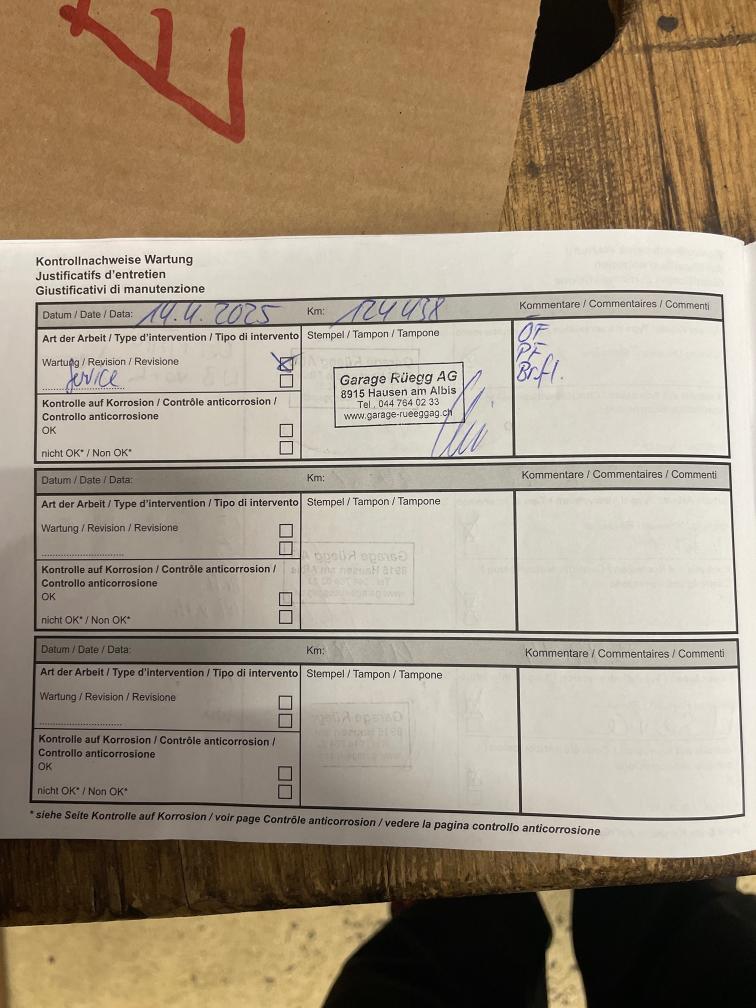 Kontrollnachweise Wartung
Justificatifs d'entretien
Giustificativi di manutenzione
Datum / Date / Data: 14.4.2025 Km: 124438 Kommentare / Commentaires / Commenti
Art der Arbeit / Type d'intervention / Tipo di intervento Stempel / Tampon / Tampone
OF
PF
Br.fl.
Wartung / Revision / Revisione
Service
Garage Rüegg AG
8915 Hausen am Albis
Tel. 044 764 02 33
www.garage-rueeggag.ch
Kontrolle auf Korrosion / Contrôle anticorrosion /
Controllo anticorrosione
OK
nicht OK* / Non OK*
Datum / Date / Data: Km: Kommentare / Commentaires / Commenti
Art der Arbeit / Type d'intervention / Tipo di intervento Stempel / Tampon / Tampone
Wartung / Revision / Revisione
Kontrolle auf Korrosion / Contrôle anticorrosion /
Controllo anticorrosione
OK
nicht OK* / Non OK*
Datum / Date / Data: Km: Kommentare / Commentaires / Commenti
Art der Arbeit / Type d'intervention / Tipo di intervento Stempel / Tampon / Tampone
Wartung / Revision / Revisione
Kontrolle auf Korrosion / Contrôle anticorrosion /
Controllo anticorrosione
OK
nicht OK* / Non OK*
* siehe Seite Kontrolle auf Korrosion / voir page Contrôle anticorrosion / vedere la pagina controllo anticorrosione